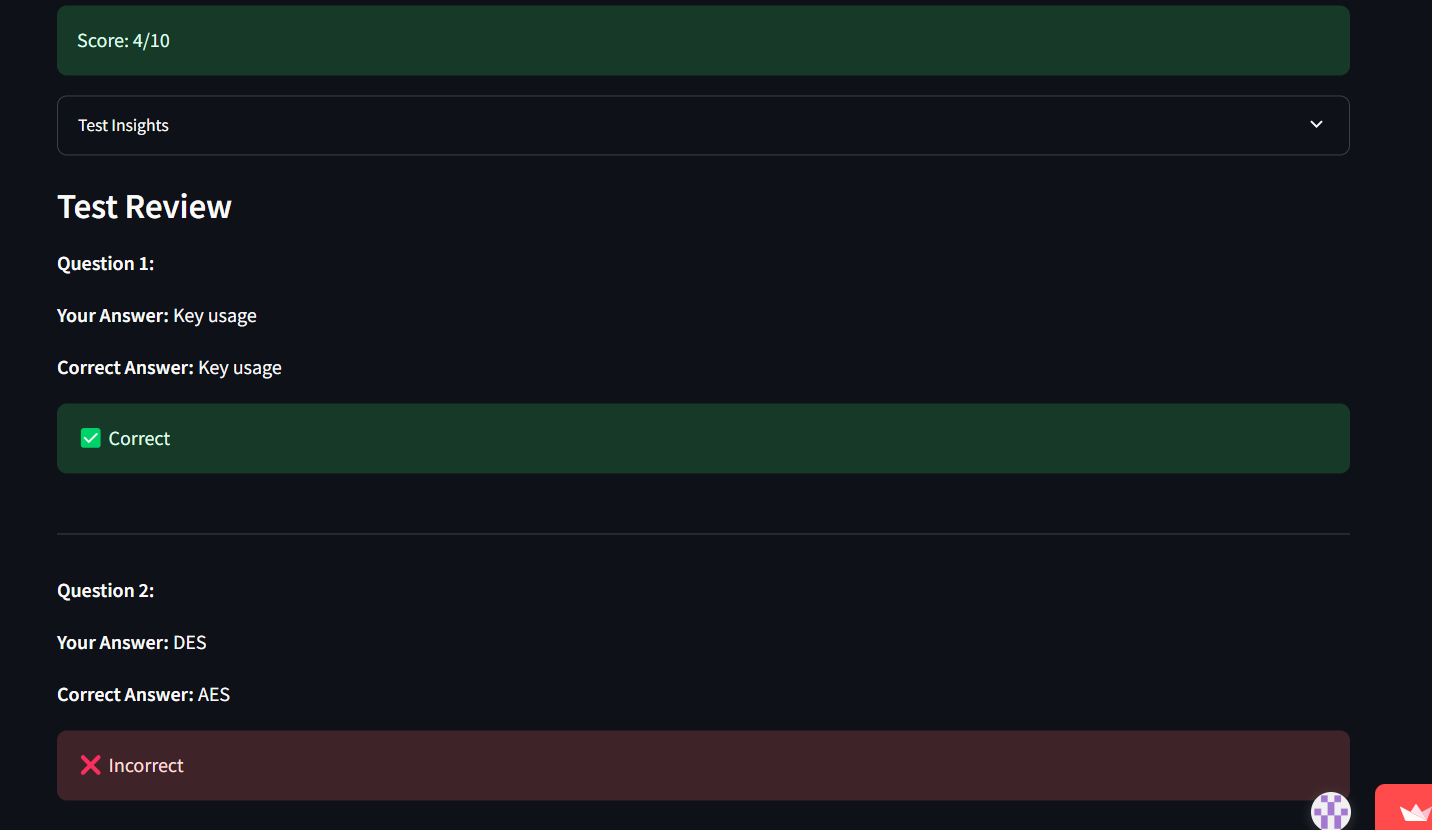 Score: 4/10
Test Insights
Test Review
Question 1:
Your Answer: Key usage
Correct Answer: Key usage
Correct
Question 2:
Your Answer: DES
Correct Answer: AES
Incorrect